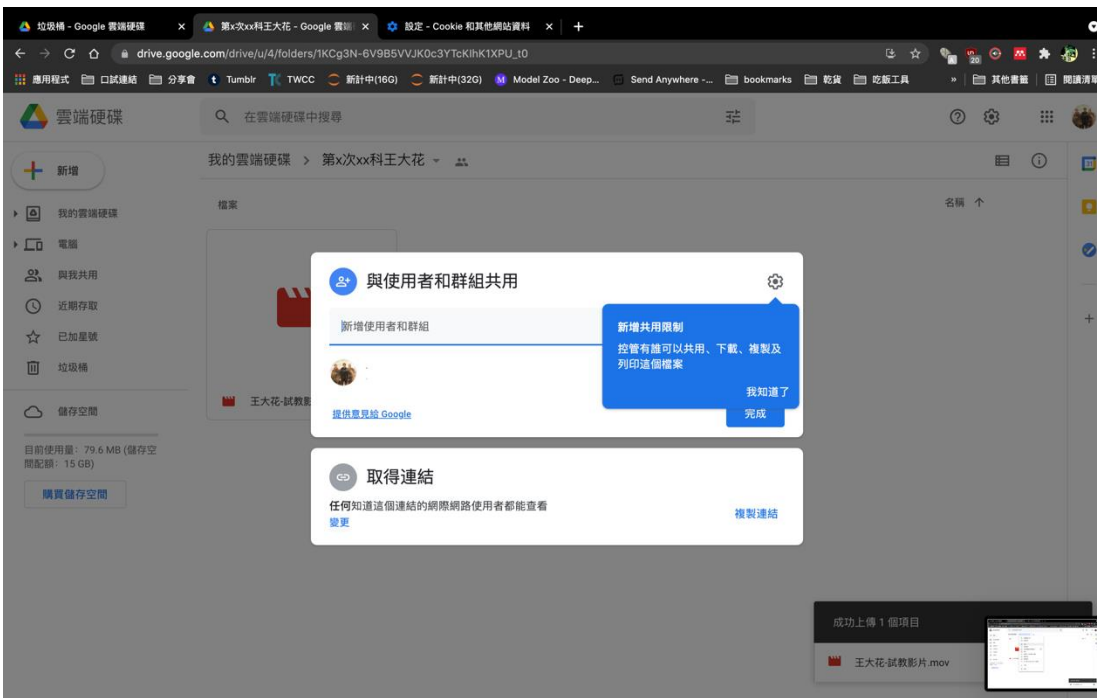 垃圾桶 - Google 雲端硬碟
第x次xx科王大花 - Google 雲端
設定 - Cookie 和其他網站資料
drive.google.com/drive/u/4/folders/1KCg3N-6V9B5VVJK0c3YTcKIhK1XPU_t0
應用程式 口試連結 分享會 Tumblr TWCC 新計中(16G) 新計中(32G) Model Zoo - Deep... Send Anywhere -... bookmarks 乾貨 吃飯工具 » 其他書籤 閱讀清單
雲端硬碟
在雲端硬碟中搜尋
新增
我的雲端硬碟 > 第x次xx科王大花
檔案
名稱
我的雲端硬碟
電腦
與我共用
近期存取
已加星號
垃圾桶
儲存空間
目前使用量：79.6 MB (儲存空
間配額：15 GB)
購買儲存空間
王大花-試教影
與使用者和群組共用
新增使用者和群組
新增共用限制
控管有誰可以共用、下載、複製及
列印這個檔案
我知道了
提供意見給 Google
完成
取得連結
任何知道這個連結的網際網路使用者都能查看
變更
複製連結
成功上傳 1 個項目
王大花-試教影片.mov